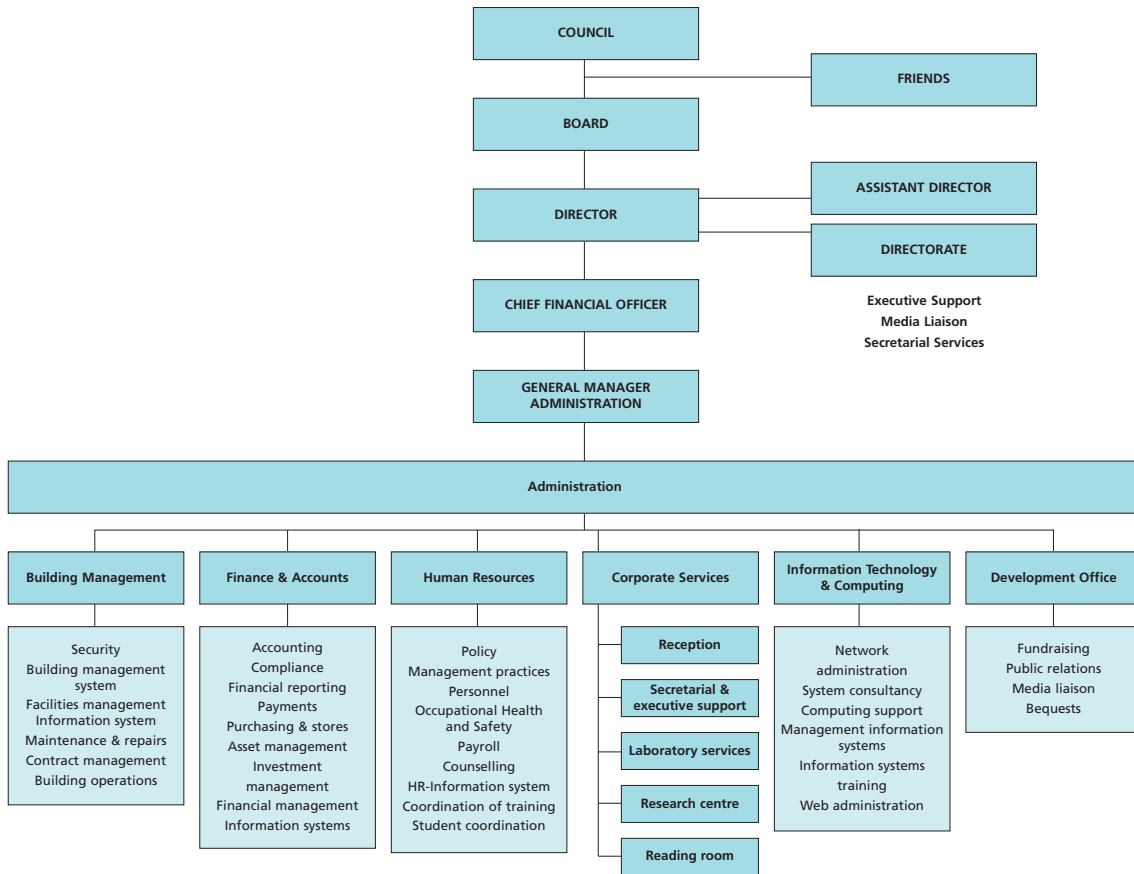 COUNCIL
FRIENDS
BOARD
ASSISTANT DIRECTOR
DIRECTOR
DIRECTORATE
Executive Support
Media Liaison
Secretarial Services
CHIEF FINANCIAL OFFICER
GENERAL MANAGER
ADMINISTRATION
Administration
Building Management
Security
Building management
system
Facilities management
Information system
Maintenance & repairs
Contract management
Building operations
Finance & Accounts
Accounting
Compliance
Financial reporting
Payments
Purchasing & stores
Asset management
Investment
management
Financial management
Information systems
Human Resources
Policy
Management practices
Personnel
Occupational Health
and Safety
Payroll
Counselling
HR-Information system
Coordination of training
Student coordination
Corporate Services
Reception
Secretarial &
executive support
Laboratory services
Research centre
Reading room
Information Technology
& Computing
Network
administration
System consultancy
Computing support
Management information
systems
Information systems
training
Web administration
Development Office
Fundraising
Public relations
Media liaison
Bequests